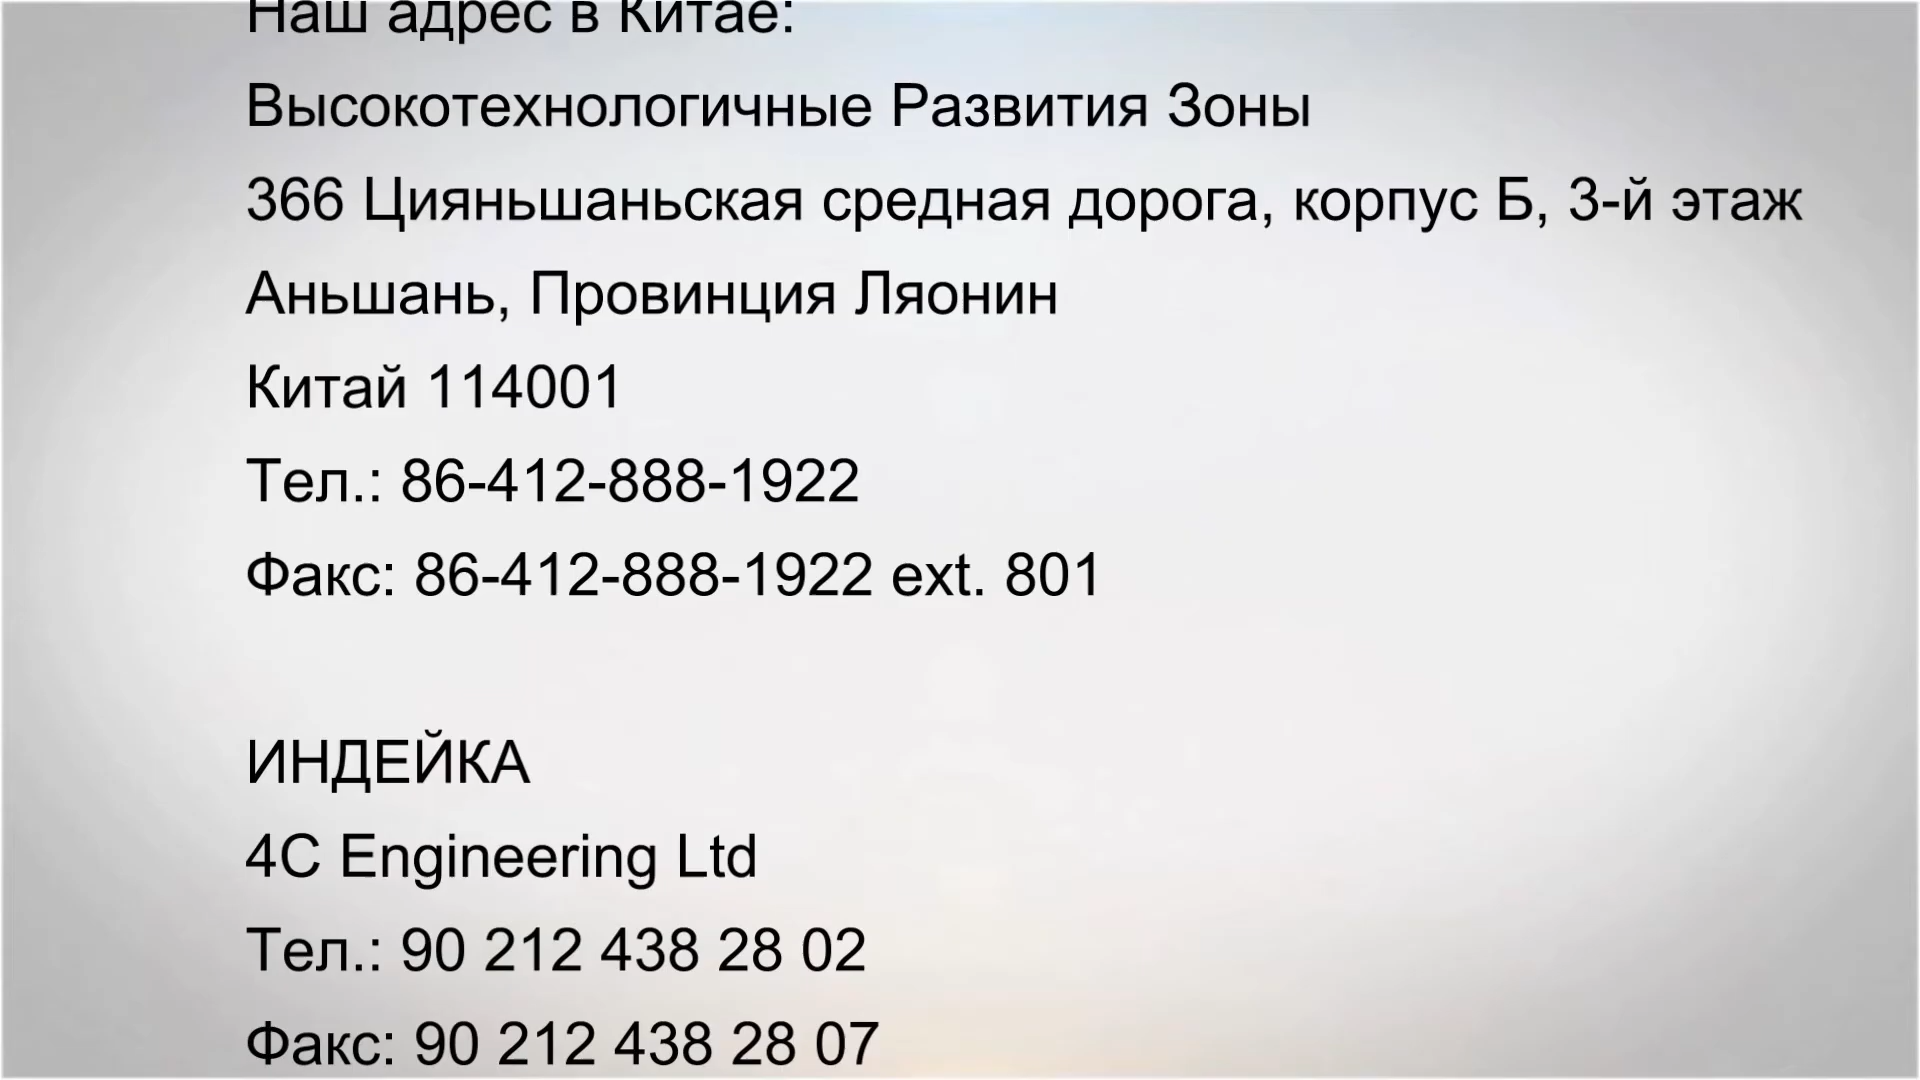 Наш адрес в Китае:
Высокотехнологичные Развития Зоны
366 Цияньшаньская средная дорога, корпус Б, 3-й этаж
Аньшань, Провинция Ляонин
Китай 114001
Тел.: 86-412-888-1922
Факс: 86-412-888-1922 ext. 801
ИНДЕЙКА
4C Engineering Ltd
Тел.: 90 212 438 28 02
Факс: 90 212 438 28 07